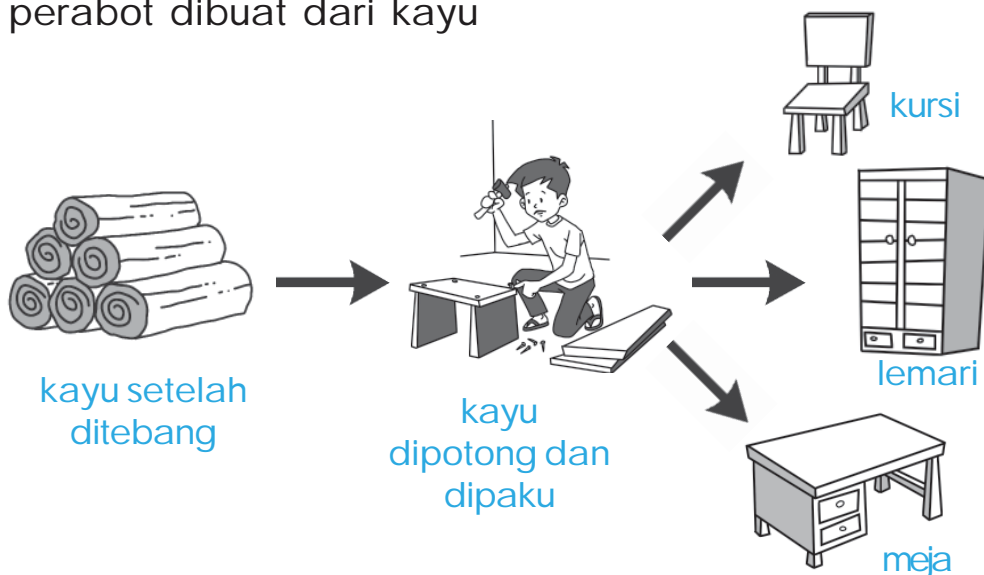 perabot dibuat dari kayu
kursi
lemari
kayu setelah
ditebang
kayu
dipotong dan
dipaku
meja